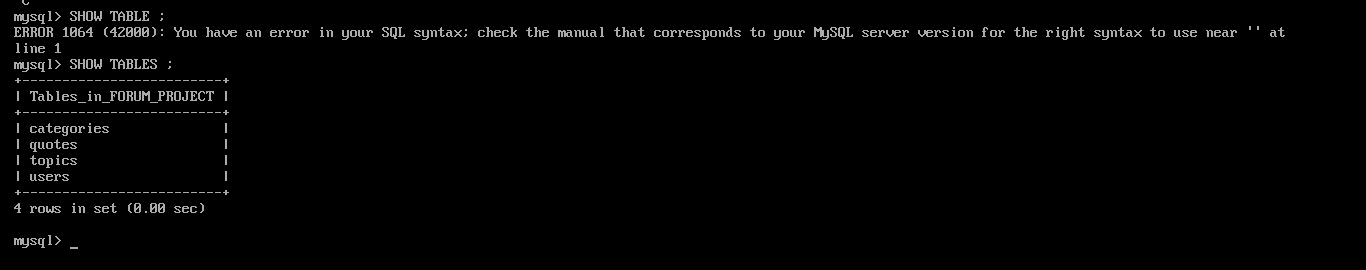 ^C
mysql> SHOW TABLE ;
ERROR 1064 (42000): You have an error in your SQL syntax; check the manual that corresponds to your MySQL server version for the right syntax to use near '' at
line 1
mysql> SHOW TABLES ;
+-------------------------+
| Tables_in_FORUM_PROJECT |
+-------------------------+
| categories              |
| quotes                  |
| topics                  |
| users                   |
+-------------------------+
4 rows in set (0.00 sec)
mysql> _